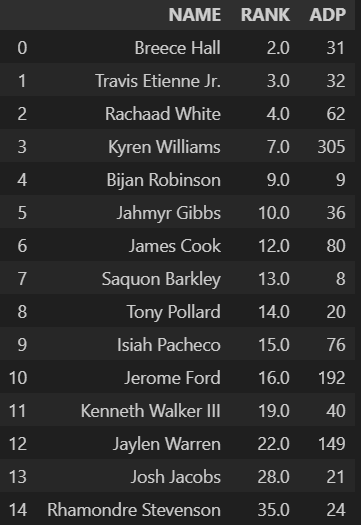 NAME RANK ADP
0 Breece Hall 2.0 31
1 Travis Etienne Jr. 3.0 32
2 Rachaad White 4.0 62
3 Kyren Williams 7.0 305
4 Bijan Robinson 9.0 9
5 Jahmyr Gibbs 10.0 36
6 James Cook 12.0 80
7 Saquon Barkley 13.0 8
8 Tony Pollard 14.0 20
9 Isiah Pacheco 15.0 76
10 Jerome Ford 16.0 192
11 Kenneth Walker III 19.0 40
12 Jaylen Warren 22.0 149
13 Josh Jacobs 28.0 21
14 Rhamondre Stevenson 35.0 24